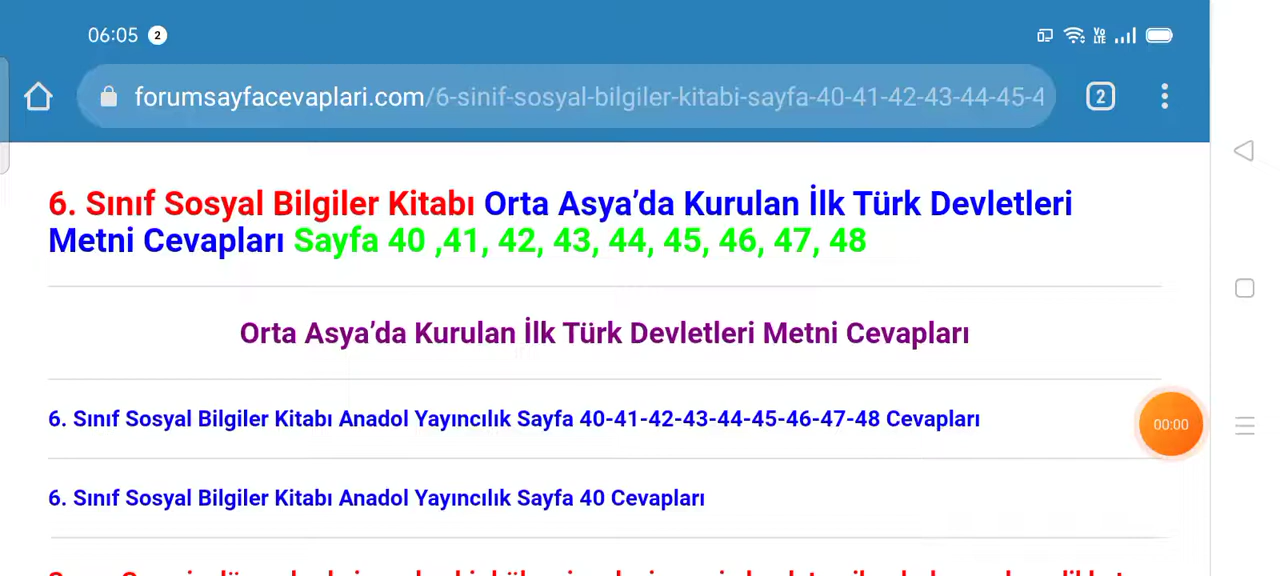 06:05 2
forumsayfacevaplari.com/6-sinif-sosyal-bilgiler-kitabi-sayfa-40-41-42-43-44-45-4
2
6. Sınıf Sosyal Bilgiler Kitabı Orta Asya’da Kurulan İlk Türk Devletleri
Metni Cevapları Sayfa 40 ,41, 42, 43, 44, 45, 46, 47, 48
Orta Asya’da Kurulan İlk Türk Devletleri Metni Cevapları
6. Sınıf Sosyal Bilgiler Kitabı Anadol Yayıncılık Sayfa 40-41-42-43-44-45-46-47-48 Cevapları
00:00
6. Sınıf Sosyal Bilgiler Kitabı Anadol Yayıncılık Sayfa 40 Cevapları